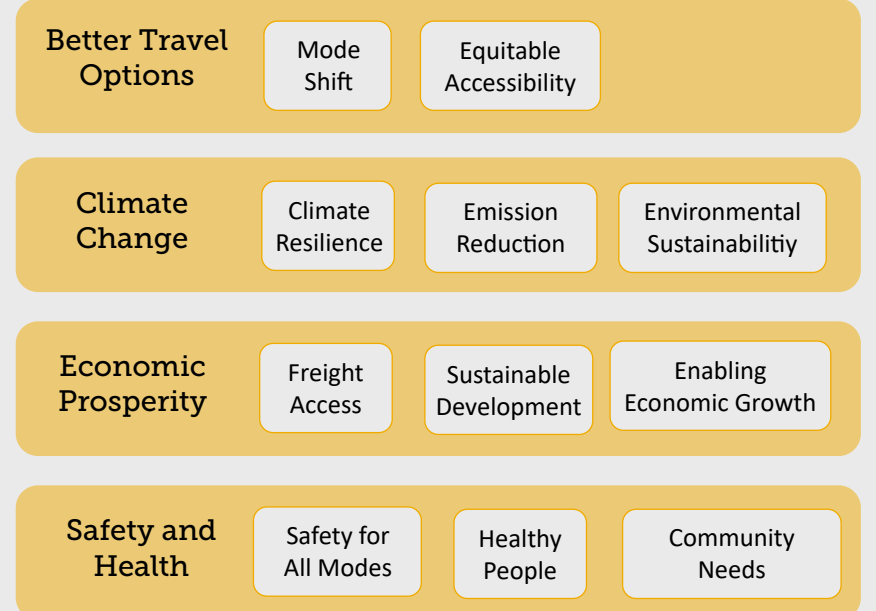 Better Travel
Options
Mode
Shift
Equitable
Accessibility
Climate
Change
Climate
Resilience
Emission
Reduction
Environmental
Sustainabilitiy
Economic
Prosperity
Freight
Access
Sustainable
Development
Enabling
Economic Growth
Safety and
Health
Safety for
All Modes
Healthy
People
Community
Needs